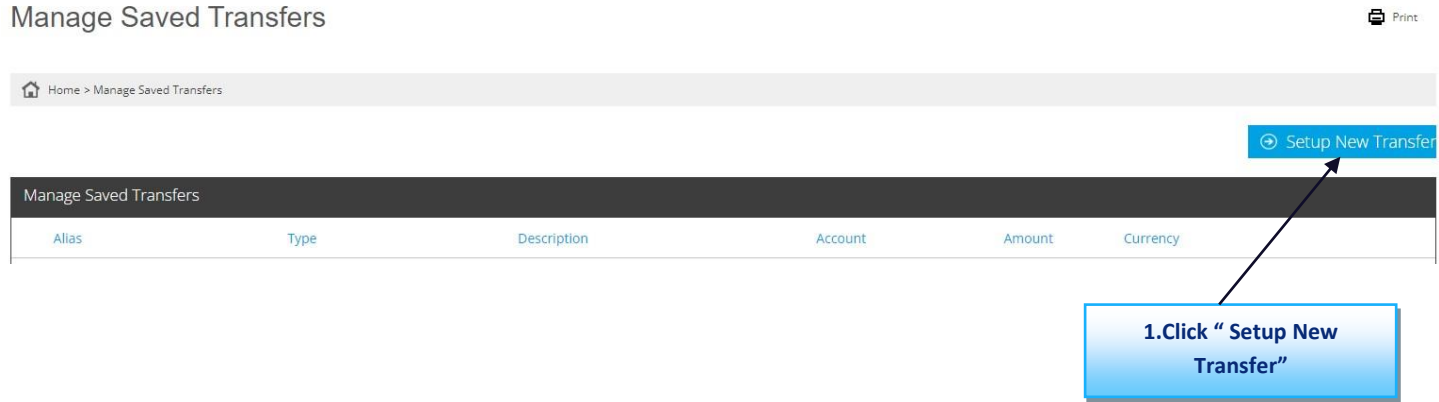 Manage Saved Transfers
Print
Home > Manage Saved Transfers
Setup New Transfer
Manage Saved Transfers
Alias Type Description Account Amount Currency
1.Click “ Setup New
Transfer”